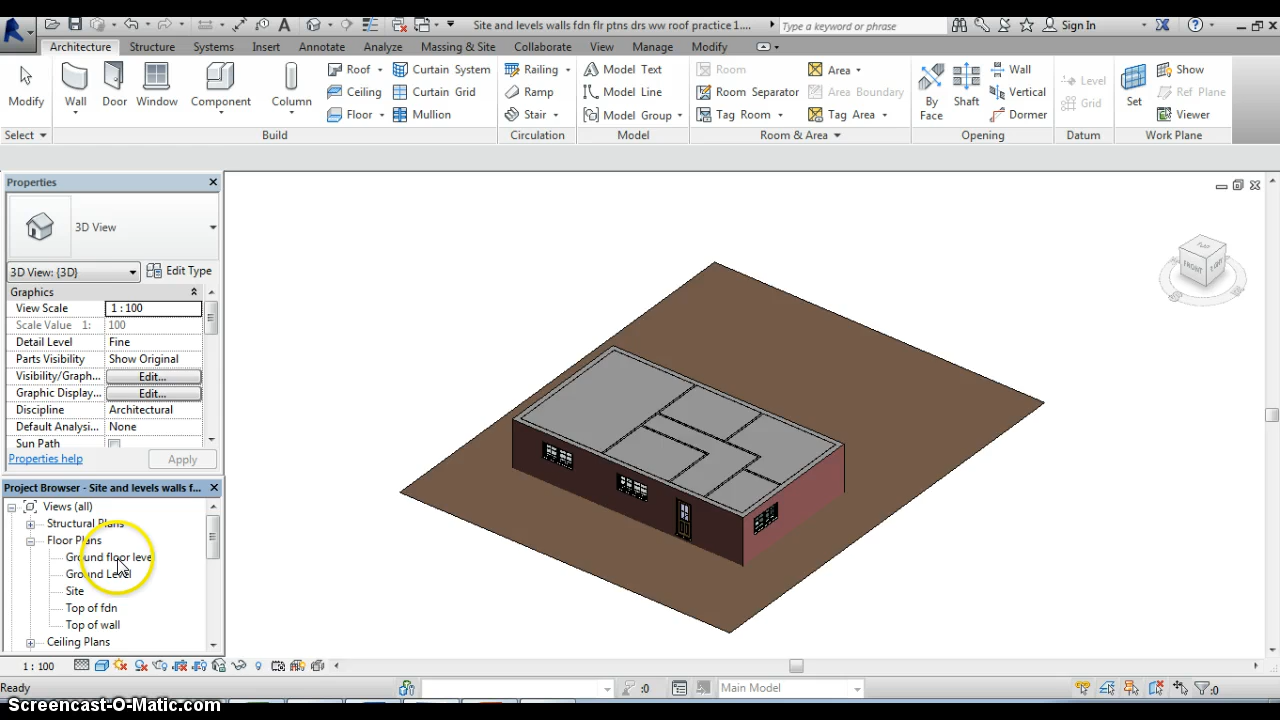 Site and levels walls fdn flr ptns drs ww roof practice 1....
Type a keyword or phrase
Sign In
Architecture Structure Systems Insert Annotate Analyze Massing & Site Collaborate View Manage Modify
Modify
Wall
Door
Window
Component
Column
Roof
Ceiling
Floor
Curtain System
Curtain Grid
Mullion
Railing
Ramp
Stair
Model Text
Model Line
Model Group
Room
Room Separator
Tag Room
Area
Area Boundary
Tag Area
By
Face
Shaft
Wall
Vertical
Dormer
Level
Grid
Set
Show
Ref Plane
Viewer
Select Build Circulation Model Room & Area Opening Datum Work Plane
Properties
3D View
3D View: {3D} Edit Type
Graphics
View Scale 1 : 100
Scale Value 1: 100
Detail Level Fine
Parts Visibility Show Original
Visibility/Graph... Edit...
Graphic Display... Edit...
Discipline Architectural
Default Analysi... None
Sun Path
Properties help Apply
Project Browser - Site and levels walls f...
Views (all)
Structural Plans
Floor Plans
Ground floor level
Ground Level
Site
Top of fdn
Top of wall
Ceiling Plans
FRONT
1 : 100
Ready
:0
Main Model
:0
Screencast-O-Matic.com